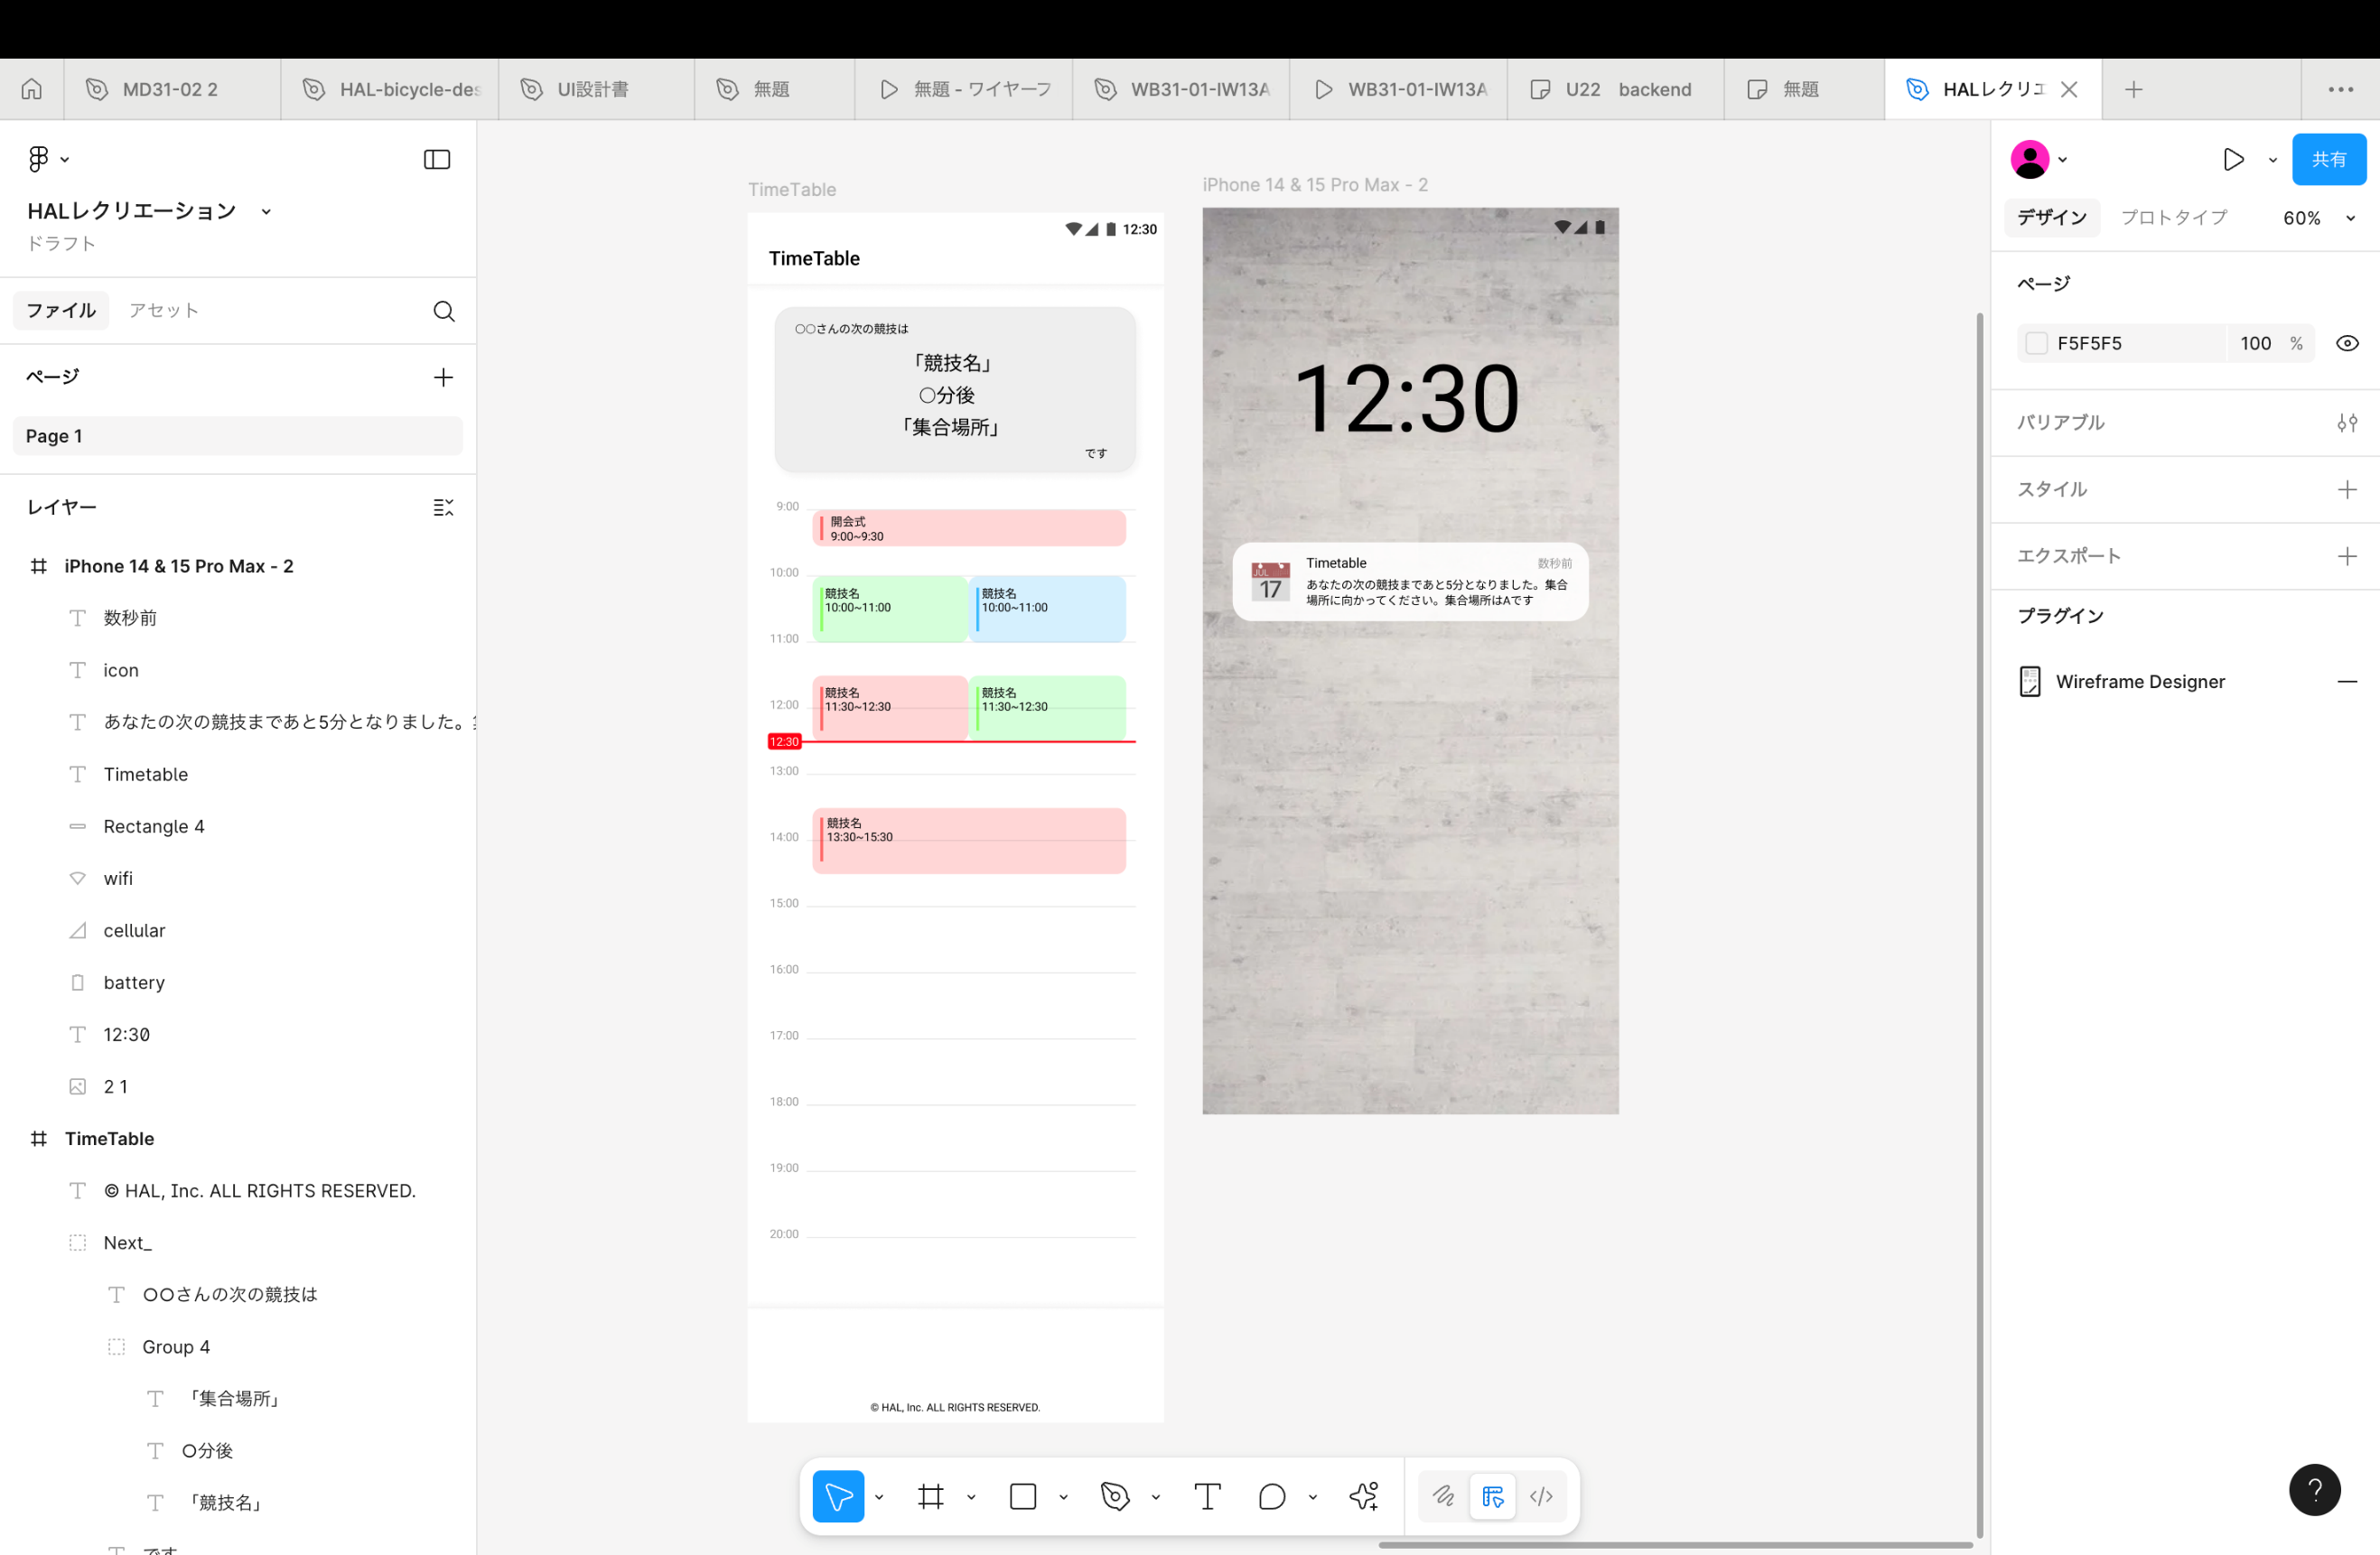 MD31-02 2
HAL-bicycle-des
UI設計書
無題
無題 - ワイヤーフ
WB31-01-IW13A
WB31-01-IW13A
U22 backend
無題
HALレクリエ
HALレクリエーション
ドラフト
ファイル
アセット
ページ
Page 1
レイヤー
iPhone 14 & 15 Pro Max - 2
数秒前
icon
あなたの次の競技まであと5分となりました。
Timetable
Rectangle 4
wifi
cellular
battery
12:30
2 1
TimeTable
© HAL, Inc. ALL RIGHTS RESERVED.
Next_
〇〇さんの次の競技は
Group 4
「集合場所」
〇分後
「競技名」
です
TimeTable
12:30
TimeTable
〇〇さんの次の競技は
「競技名」
〇分後
「集合場所」
です
9:00
開会式
9:00~9:30
10:00
競技名
10:00~11:00
競技名
10:00~11:00
11:00
競技名
11:30~12:30
競技名
11:30~12:30
12:00
12:30
13:00
競技名
13:30~15:30
14:00
15:00
16:00
17:00
18:00
19:00
20:00
© HAL, Inc. ALL RIGHTS RESERVED.
iPhone 14 & 15 Pro Max - 2
12:30
JUL
17
Timetable
数秒前
あなたの次の競技まであと5分となりました。集合
場所に向かってください。集合場所はAです
共有
デザイン
プロトタイプ
60%
ページ
F5F5F5
100 %
バリアブル
スタイル
エクスポート
プラグイン
Wireframe Designer
?